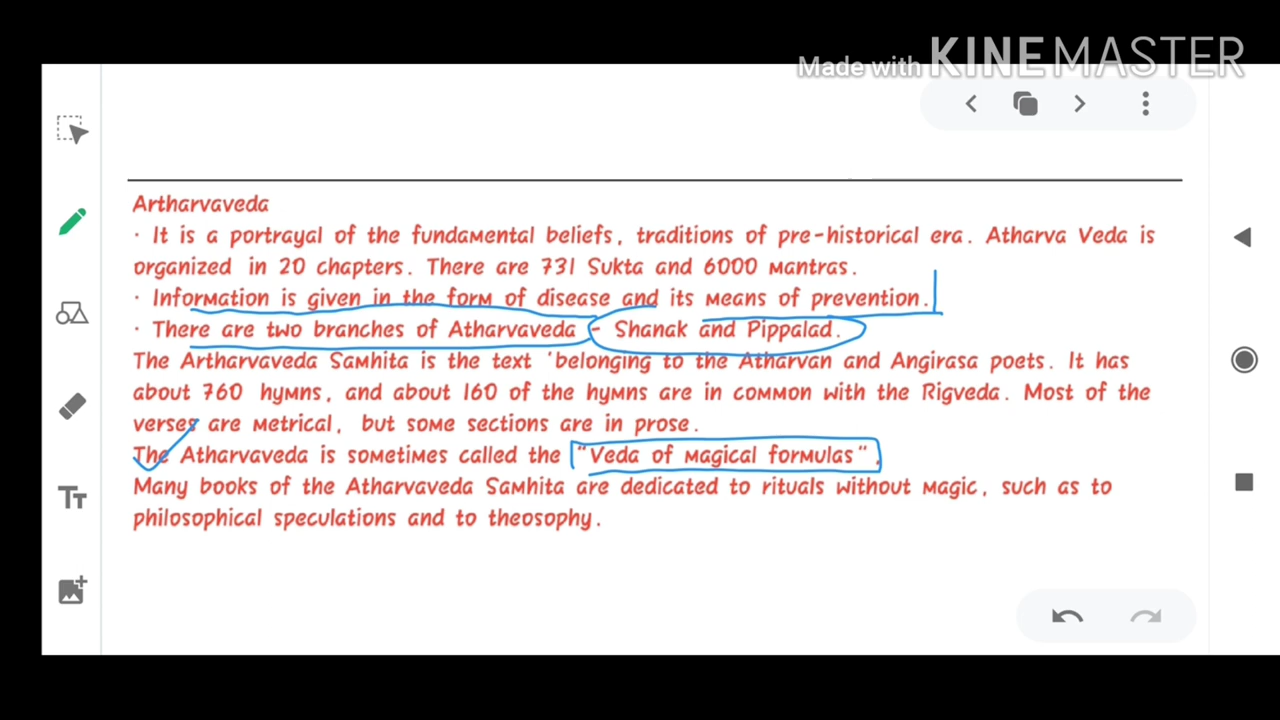 Made with KINEMASTER
Artharvaveda
· It is a portrayal of the fundamental beliefs, traditions of pre-historical era. Atharva Veda is
organized in 20 chapters. There are 731 Sukta and 6000 mantras.
· Information is given in the form of disease and its means of prevention.
· There are two branches of Atharvaveda - Shanak and Pippalad.
The Artharvaveda Samhita is the text 'belonging to the Atharvan and Angirasa poets. It has
about 760 hymns, and about 160 of the hymns are in common with the Rigveda. Most of the
verses are metrical, but some sections are in prose.
The Atharvaveda is sometimes called the "Veda of magical formulas".
Many books of the Atharvaveda Samhita are dedicated to rituals without magic, such as to
philosophical speculations and to theosophy.
Tт